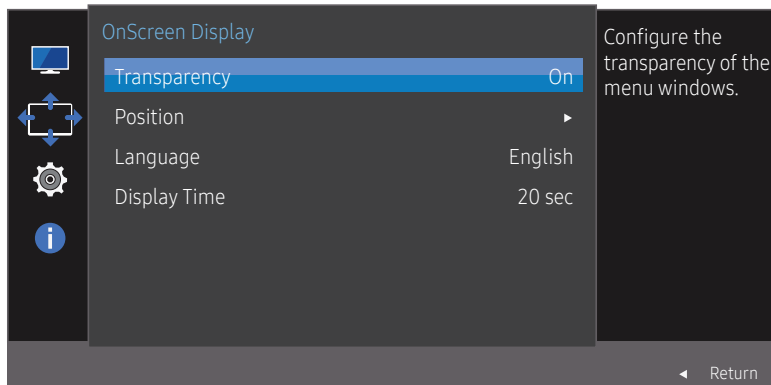 OnScreen Display
Transparency On
Position ▸
Language English
Display Time 20 sec
Configure the
transparency of the
menu windows.
◂ Return